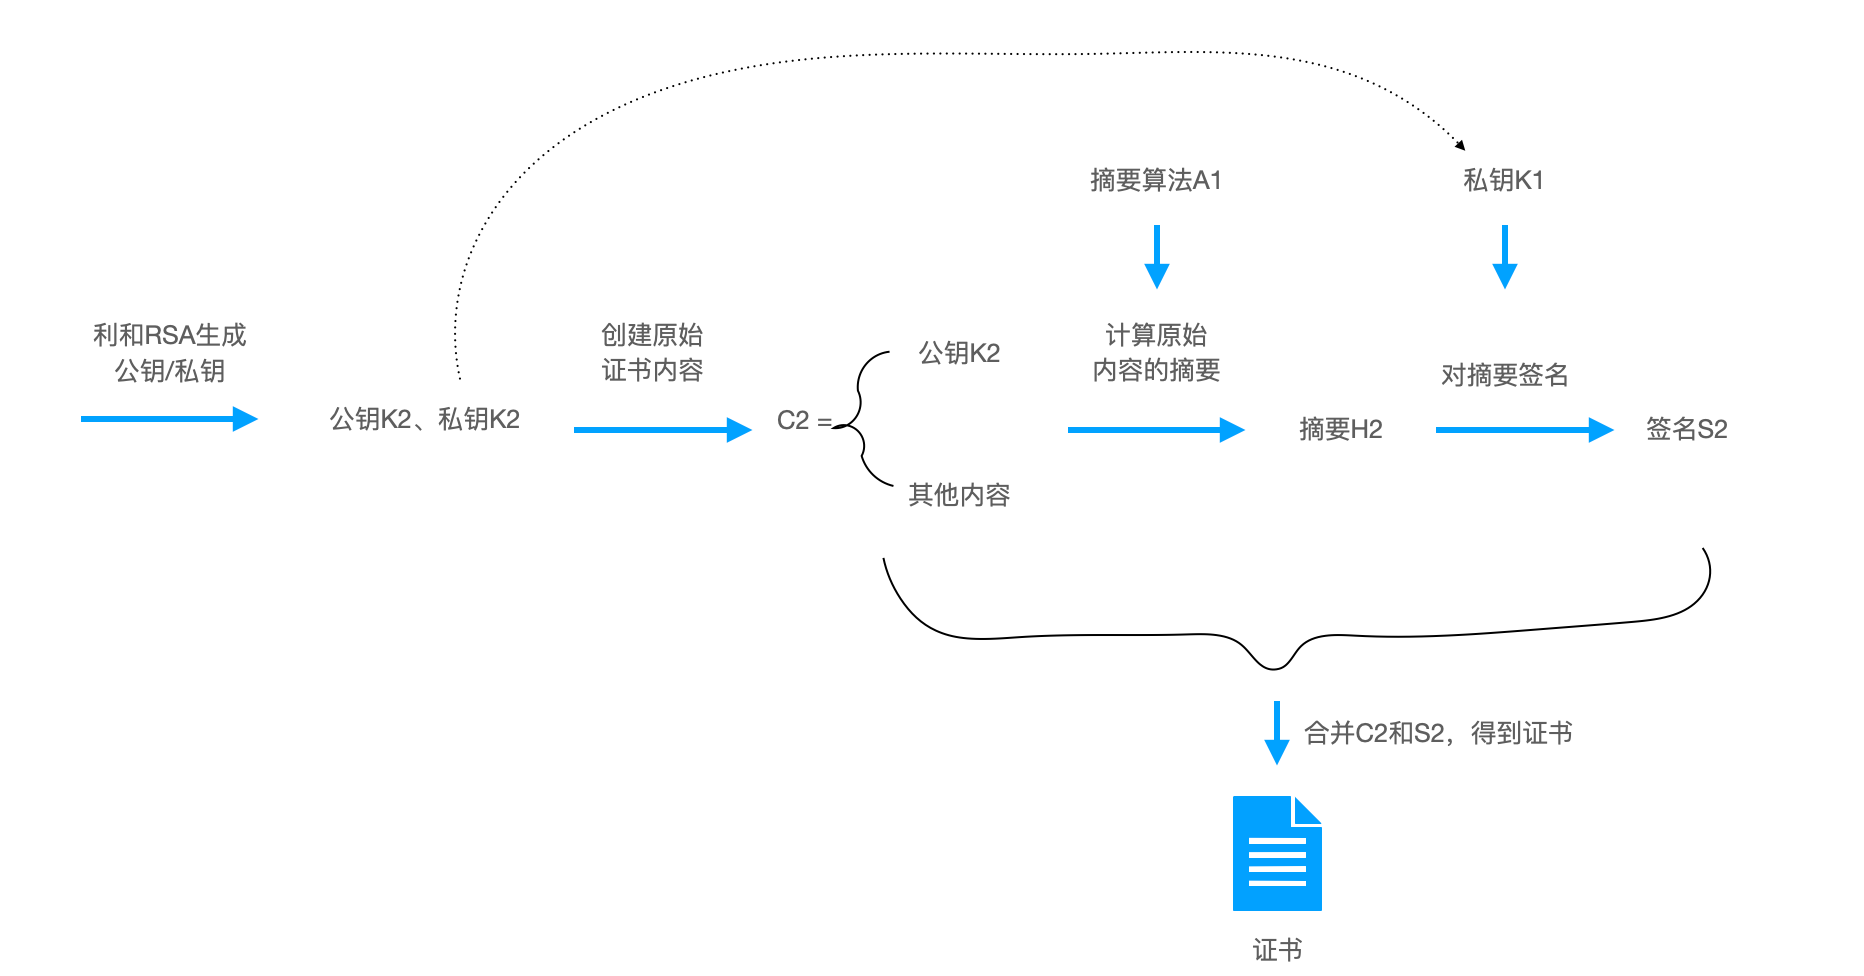 摘要算法A1
私钥K1
利和RSA生成
公钥/私钥
公钥K2、私钥K2
创建原始
证书内容
C2 =
公钥K2
其他内容
计算原始
内容的摘要
摘要H2
对摘要签名
签名S2
合并C2和S2，得到证书
证书